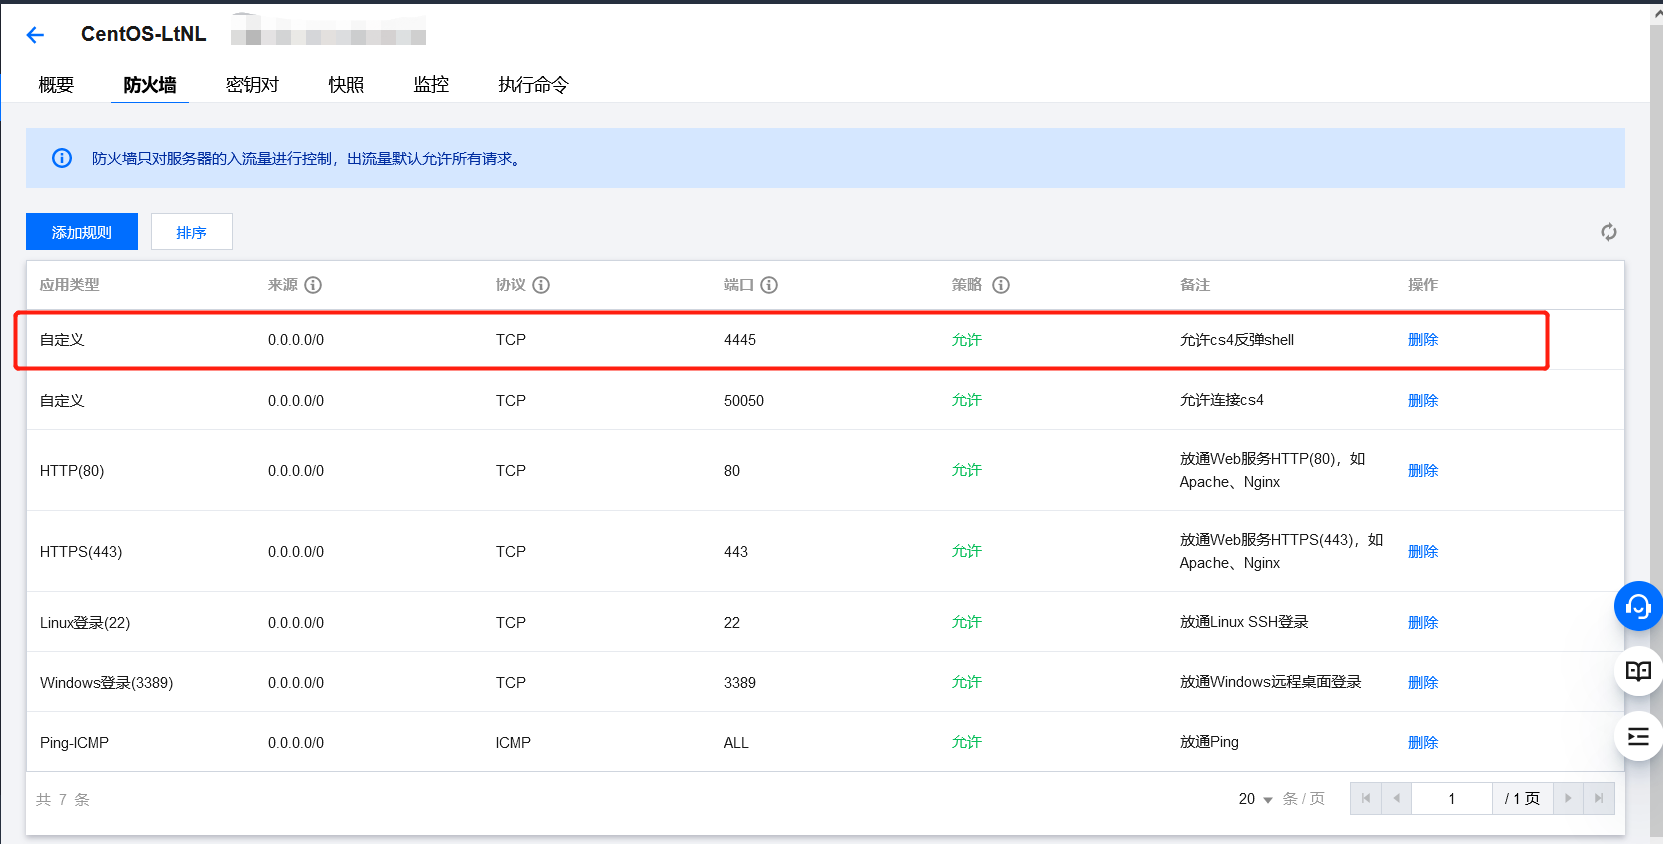 CentOS-LtNL
概要 防火墙 密钥对 快照 监控 执行命令
防火墙只对服务器的入流量进行控制，出流量默认允许所有请求。
添加规则 排序
应用类型 来源 协议 端口 策略 备注 操作
自定义 0.0.0.0/0 TCP 4445 允许 允许cs4反弹shell 删除
自定义 0.0.0.0/0 TCP 50050 允许 允许连接cs4 删除
HTTP(80) 0.0.0.0/0 TCP 80 允许 放通Web服务HTTP(80)，如
Apache、Nginx 删除
HTTPS(443) 0.0.0.0/0 TCP 443 允许 放通Web服务HTTPS(443)，如
Apache、Nginx 删除
Linux登录(22) 0.0.0.0/0 TCP 22 允许 放通Linux SSH登录 删除
Windows登录(3389) 0.0.0.0/0 TCP 3389 允许 放通Windows远程桌面登录 删除
Ping-ICMP 0.0.0.0/0 ICMP ALL 允许 放通Ping 删除
共 7 条 20 条 / 页 1 / 1 页